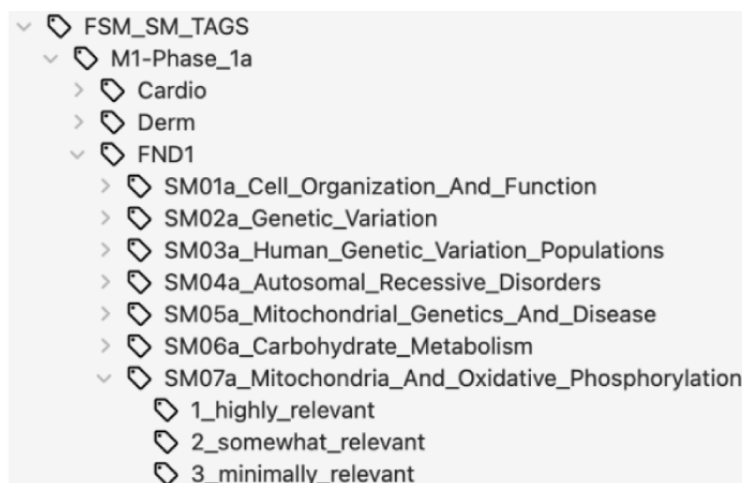 FSM_SM_TAGS
M1-Phase_1a
Cardio
Derm
FND1
SM01a_Cell_Organization_And_Function
SM02a_Genetic_Variation
SM03a_Human_Genetic_Variation_Populations
SM04a_Autosomal_Recessive_Disorders
SM05a_Mitochondrial_Genetics_And_Disease
SM06a_Carbohydrate_Metabolism
SM07a_Mitochondria_And_Oxidative_Phosphorylation
1_highly_relevant
2_somewhat_relevant
3_minimally_relevant